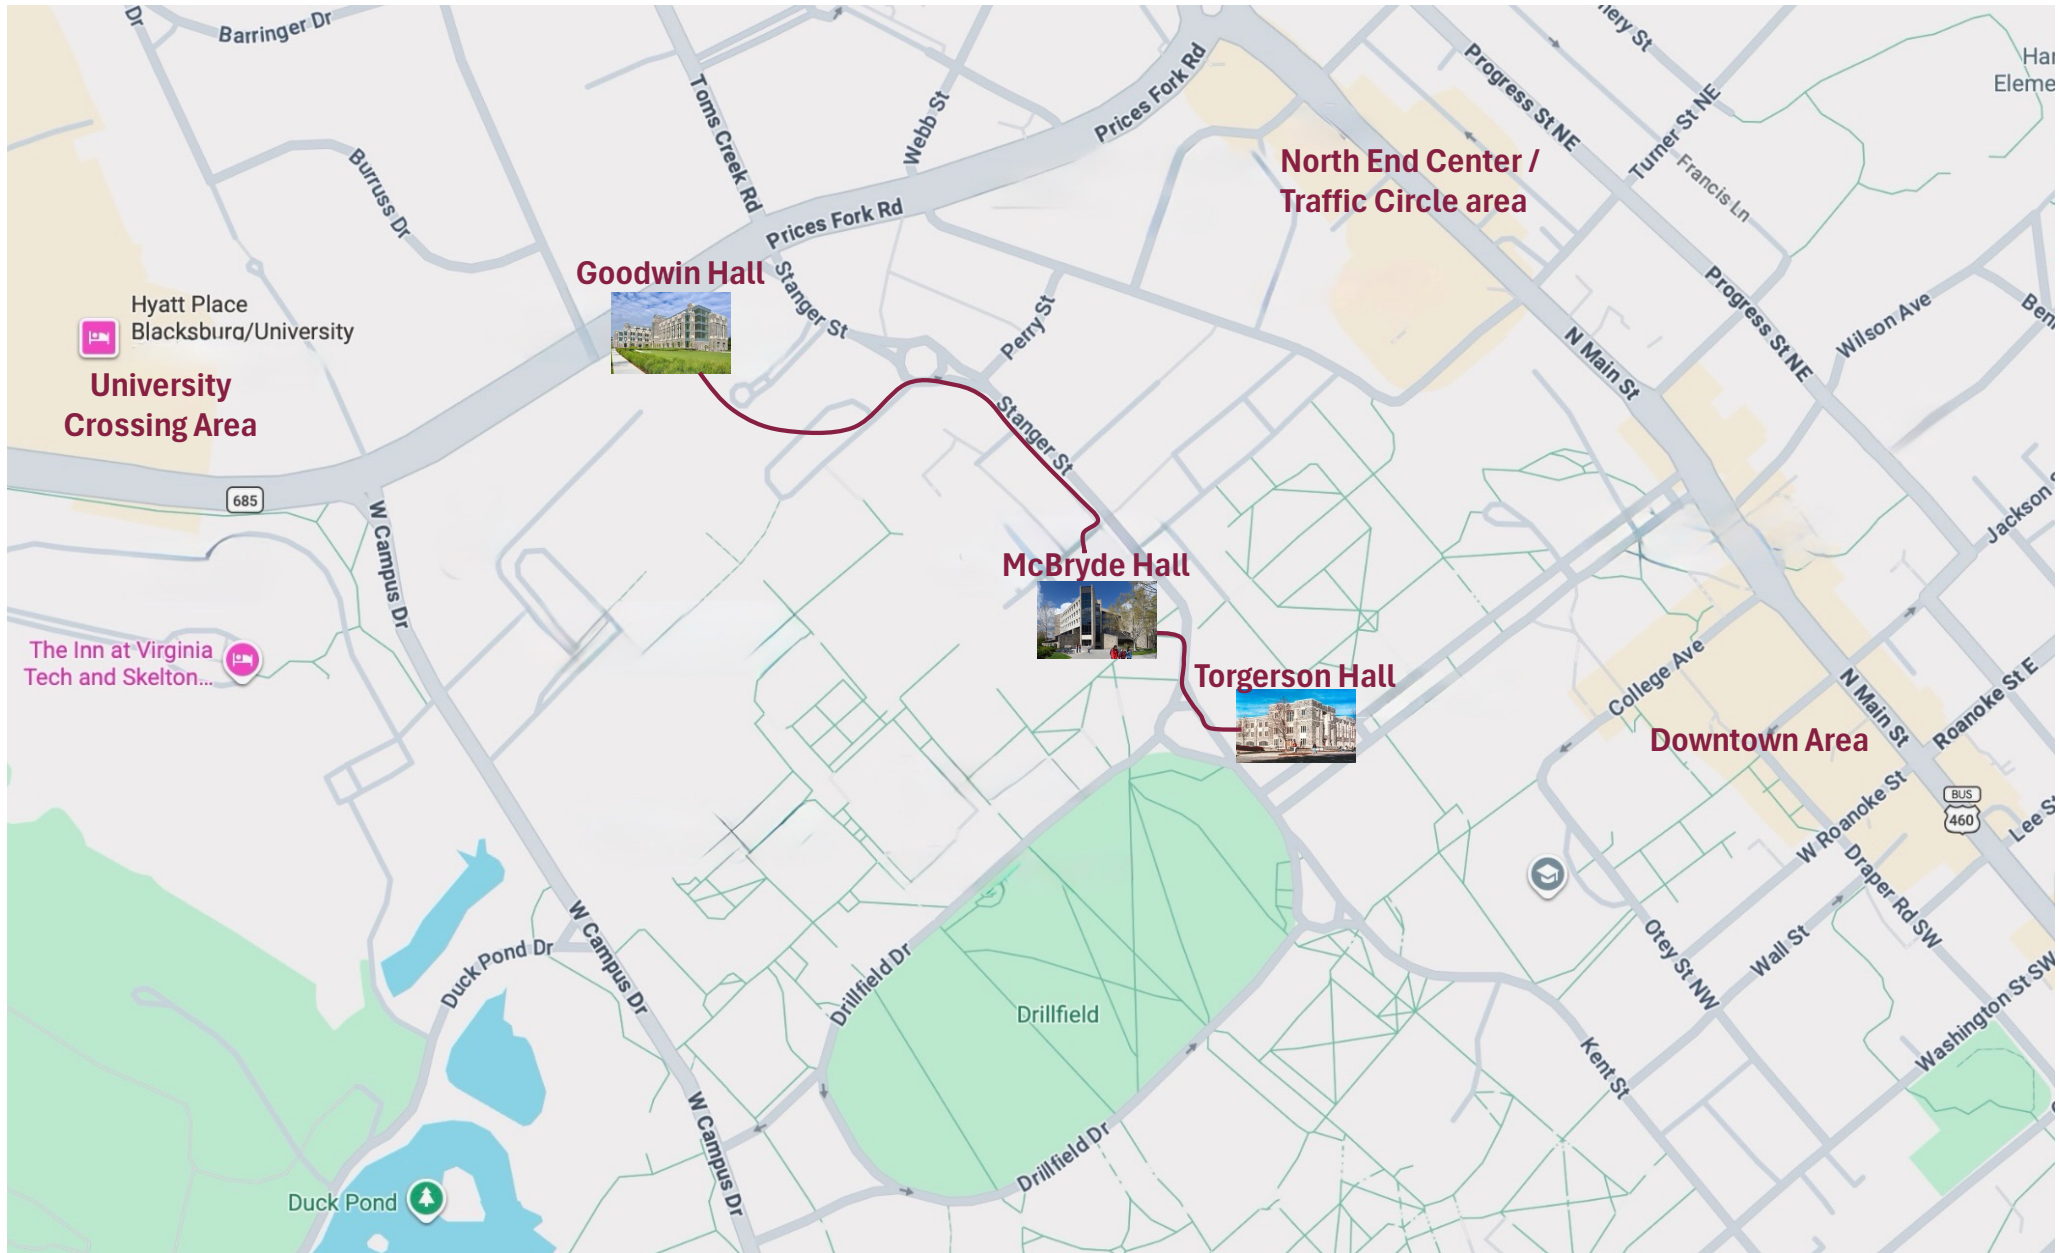 Dr
Barringer Dr
Toms Creek Rd
Webb St
Prices Fork Rd
Progress St NE
Turner St NE
Francis Ln
North End Center /
Traffic Circle area
Burruss Dr
Prices Fork Rd
Goodwin Hall
Stanger St
Perry St
Hyatt Place
Blacksburg/University
University
Crossing Area
Progress St NE
Wilson Ave
N Main St
685
W Campus Dr
Stanger St
McBryde Hall
The Inn at Virginia
Tech and Skelton...
Torgerson Hall
College Ave
N Main St
Roanoke St E
Downtown Area
BUS
460
Lee St
W Roanoke St
Draper Rd SW
Wall St
Otey St NW
Washington St SW
W Campus Dr
Duck Pond Dr
Drillfield Dr
Drillfield
Kent St
W Campus Dr
Drillfield Dr
Duck Pond